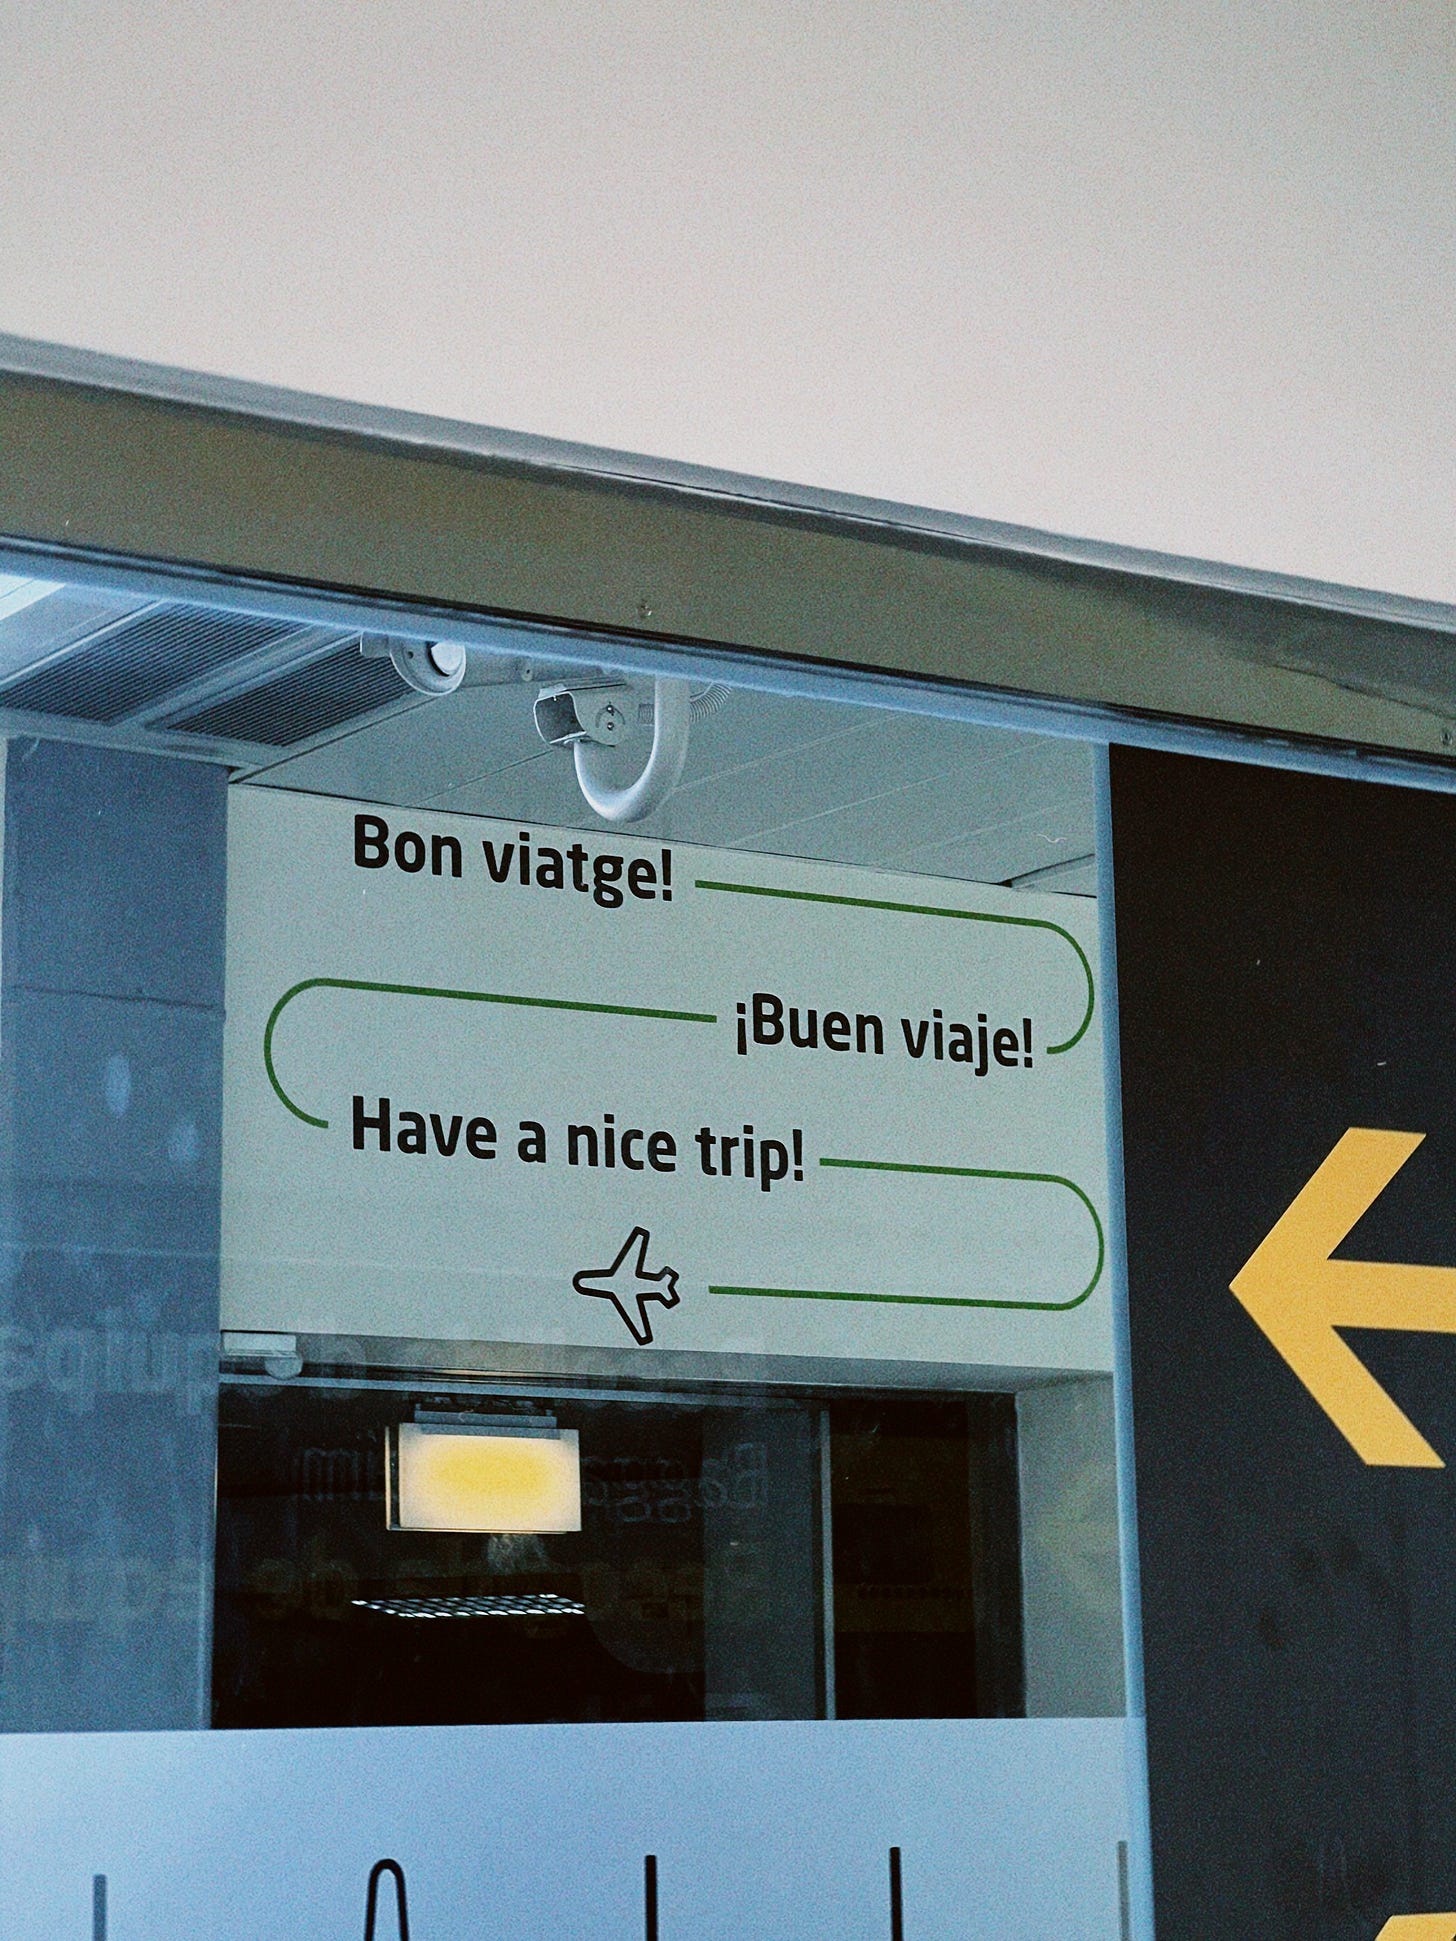 Bon viatge!
¡Buen viaje!
Have a nice trip!